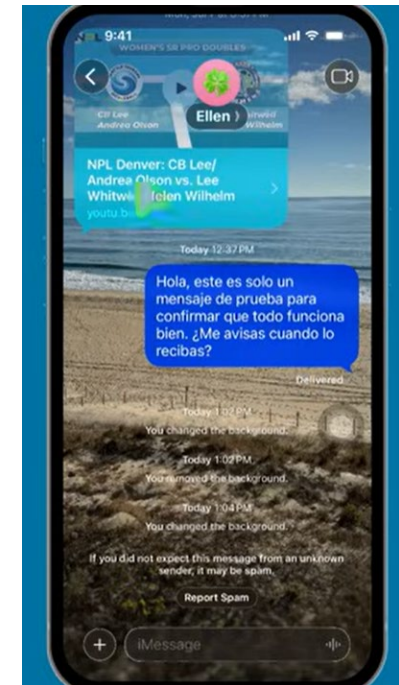 9:41
WOMEN'S SR PRO DOUBLES
Ellen
CB Lee
Andrea Olson
Wilhelm
NPL Denver: CB Lee/
Andrea Olson vs. Lee
Wilhelm
Today 12:37 PM
Hola, este es solo un
mensaje de prueba para
confirmar que todo funciona
bien. ¿Me avisas cuando lo
recibas?
Delivered
Today 1:02 PM
You changed the background.
Today 1:02 PM
You removed the background.
Today 1:04 PM
You changed the background.
If you did not expect this message from an unknown
sender, it may be spam.
Report Spam
iMessage